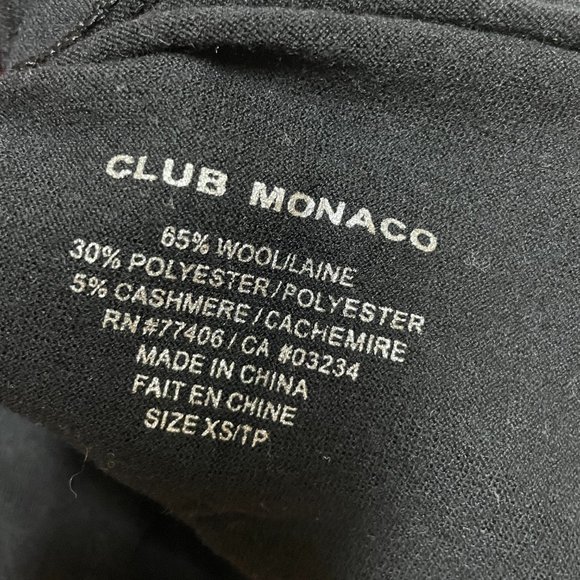 CLUB MONACO
65% WOOL/LAINE
30% POLYESTER/POLYESTER
5% CASHMERE/CACHEMIRE
RN#77406 / CA #03234
MADE IN CHINA
FAIT EN CHINE
SIZE XS/TP